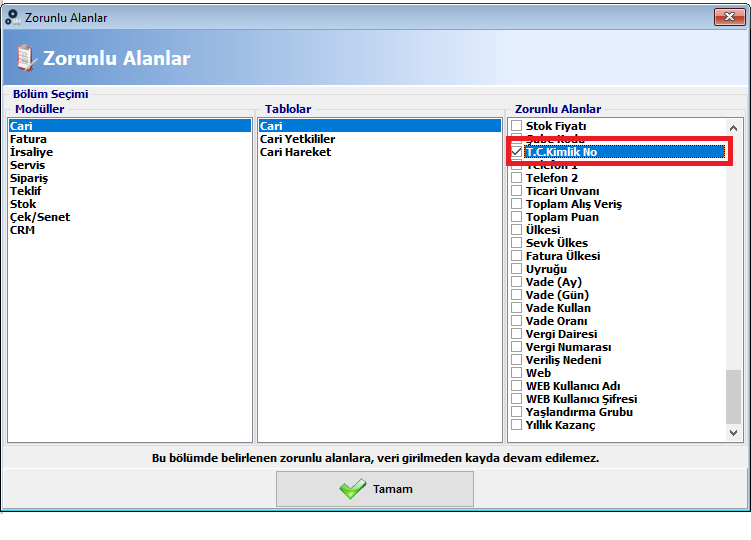 Zorunlu Alanlar
Zorunlu Alanlar
Bölüm Seçimi
Modüller
Cari
Fatura
İrsaliye
Servis
Sipariş
Teklif
Stok
Çek/Senet
CRM
Tablolar
Cari
Cari Yetkililer
Cari Hareket
Zorunlu Alanlar
Stok Fiyatı
Şube Kodu
T.C.Kimlik No
Telefon 1
Telefon 2
Ticari Unvanı
Toplam Alış Veriş
Toplam Puan
Ülkesi
Sevk Ülkes
Fatura Ülkesi
Uyruğu
Vade (Ay)
Vade (Gün)
Vade Kullan
Vade Oranı
Vergi Dairesi
Vergi Numarası
Veriliş Nedeni
Web
WEB Kullanıcı Adı
WEB Kullanıcı Şifresi
Yaşlandırma Grubu
Yıllık Kazanç
Bu bölümde belirlenen zorunlu alanlara, veri girilmeden kayda devam edilemez.
Tamam